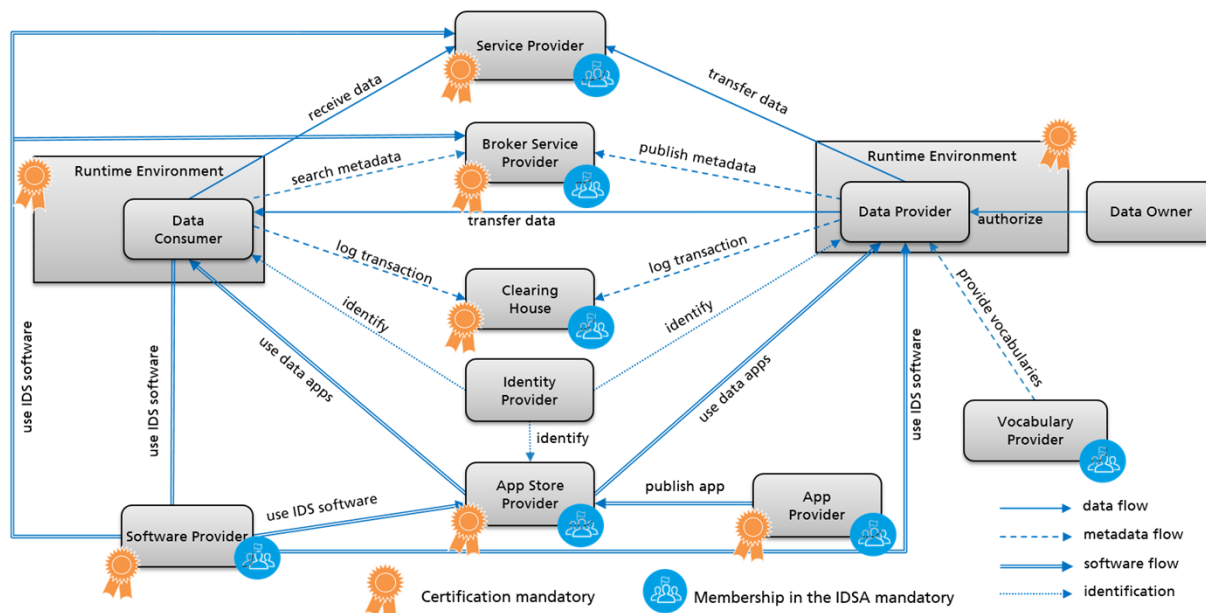 Service
Provider
receive data
transfer data
Broker Service
Provider
search metadata
publish metadata
Runtime Environment
Runtime Environment
Data
Consumer
transfer data
Data Provider
authorize
Data Owner
log transaction
log transaction
Clearing
House
identify
identify
provide vocabularies
use IDS software
use IDS software
use data apps
Identity
Provider
use data apps
use IDS software
Vocabulary
Provider
identify
App Store
Provider
publish app
App
Provider
use IDS software
Software Provider
data flow
metadata flow
software flow
identification
Certification mandatory
Membership in the IDSA mandatory